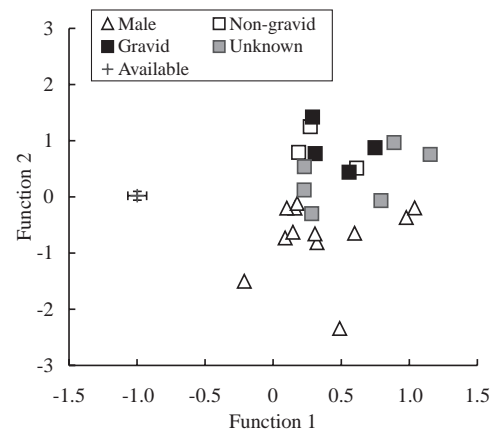 Male Non-gravid
Gravid Unknown
Available
3
2
1
0
-1
-2
-3
Function 2
-1.5 -1.0 -0.5 0 0.5 1.0 1.5
Function 1